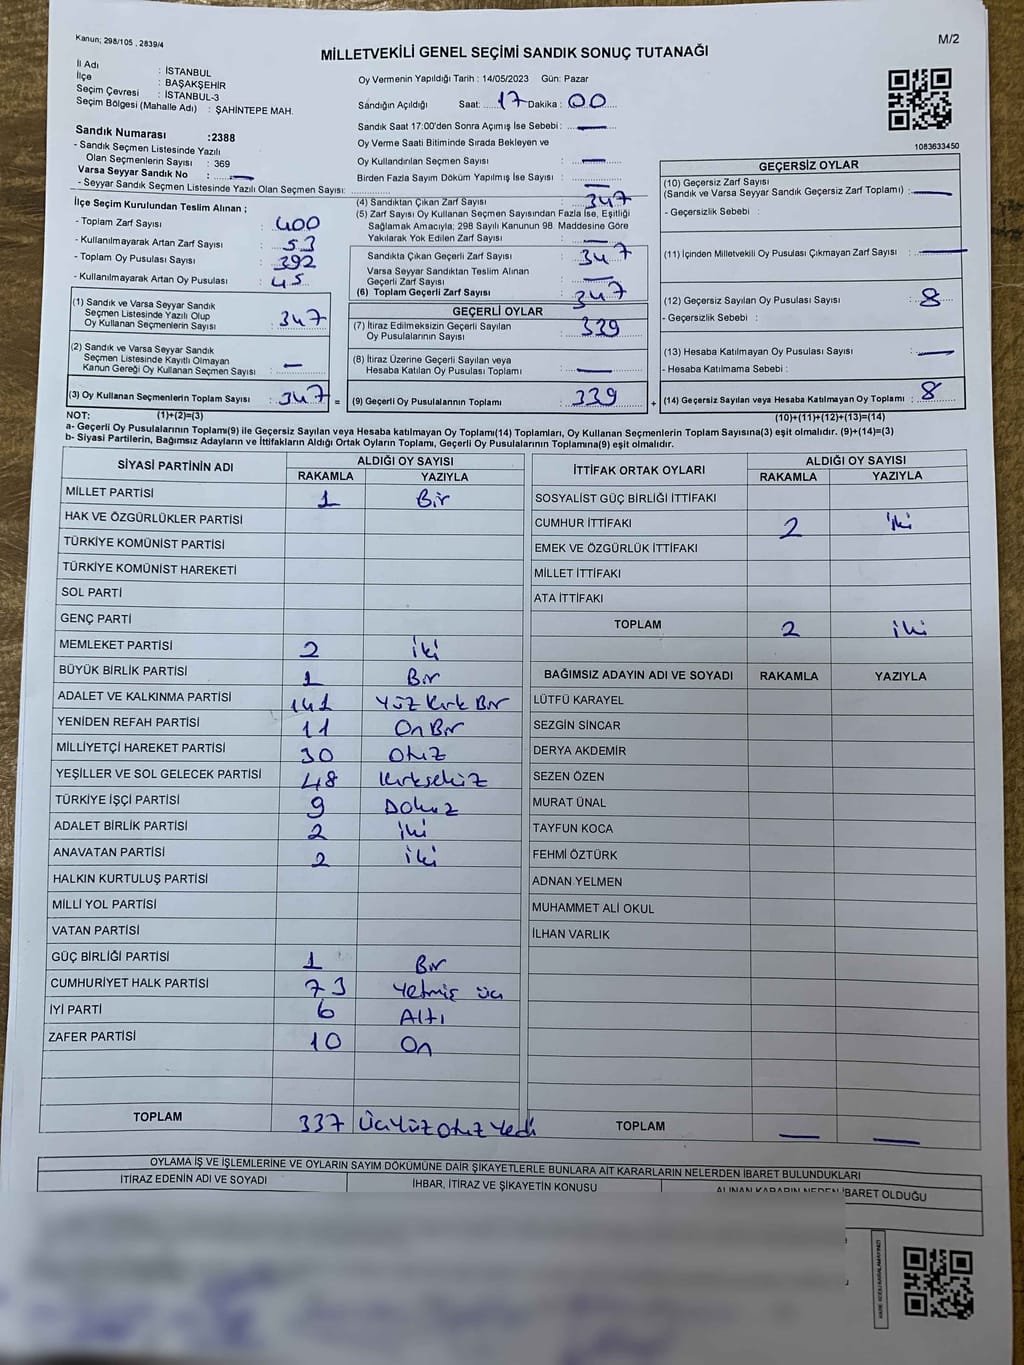 Kanun; 298/105 , 2839/4
M/2
MİLLETVEKİLİ GENEL SEÇİMİ SANDIK SONUÇ TUTANAĞI
İl Adı : İSTANBUL
İlçe : BAŞAKŞEHİR
Seçim Çevresi : İSTANBUL-3
Seçim Bölgesi (Mahalle Adı) : ŞAHİNTEPE MAH.
Sandık Numarası :2388
- Sandık Seçmen Listesinde Yazılı
Olan Seçmenlerin Sayısı : 369
Varsa Seyyar Sandık No : —
- Seyyar Sandık Seçmen Listesinde Yazılı Olan Seçmen Sayısı:
İlçe Seçim Kurulundan Teslim Alınan ;
- Toplam Zarf Sayısı : 400
- Kullanılmayarak Artan Zarf Sayısı : 53
- Toplam Oy Pusulası Sayısı : 392
- Kullanılmayarak Artan Oy Pusulası : 45
(1) Sandık ve Varsa Seyyar Sandık
Seçmen Listesinde Yazılı Olup
Oy Kullanan Seçmenlerin Sayısı : 347
(2) Sandık ve Varsa Seyyar Sandık
Seçmen Listesinde Kayıtlı Olmayan
Kanun Gereği Oy Kullanan Seçmen Sayısı : —
(3) Oy Kullanan Seçmenlerin Toplam Sayısı : 347 =
Oy Vermenin Yapıldığı Tarih : 14/05/2023 Gün: Pazar
Sandığın Açıldığı Saat: 17 Dakika : 00
Sandık Saat 17:00'den Sonra Açımış İse Sebebi: —
Oy Verme Saati Bitiminde Sırada Bekleyen ve
Oy Kullandırılan Seçmen Sayısı : —
Birden Fazla Sayım Döküm Yapılmış İse Sayısı : —
(4) Sandıktan Çıkan Zarf Sayısı : 347
(5) Zarf Sayısı Oy Kullanan Seçmen Sayısından Fazla İse, Eşitliği
Sağlamak Amacıyla; 298 Sayılı Kanunun 98. Maddesine Göre
Yakılarak Yok Edilen Zarf Sayısı : —
Sandıkta Çıkan Geçerli Zarf Sayısı : 347
Varsa Seyyar Sandıktan Teslim Alınan
Geçerli Zarf Sayısı : —
(6) Toplam Geçerli Zarf Sayısı : 347
GEÇERLİ OYLAR
(7) İtiraz Edilmeksizin Geçerli Sayılan
Oy Pusulalarının Sayısı : 339
(8) İtiraz Üzerine Geçerli Sayılan veya
Hesaba Katılan Oy Pusulası Toplamı : —
(9) Geçerli Oy Pusulalarının Toplamı : 339 +
1083633450
GEÇERSİZ OYLAR
(10) Geçersiz Zarf Sayısı
(Sandık ve Varsa Seyyar Sandık Geçersiz Zarf Toplamı) : —
- Geçersizlik Sebebi :
(11) İçinden Milletvekili Oy Pusulası Çıkmayan Zarf Sayısı : —
(12) Geçersiz Sayılan Oy Pusulası Sayısı : 8
- Geçersizlik Sebebi :
(13) Hesaba Katılmayan Oy Pusulası Sayısı : —
- Hesaba Katılmama Sebebi :
(14) Geçersiz Sayılan veya Hesaba Katılmayan Oy Toplamı : 8
NOT: (1)+(2)=(3)
(10)+(11)+(12)+(13)=(14)
a- Geçerli Oy Pusulalarının Toplamı(9) ile Geçersiz Sayılan veya Hesaba katılmayan Oy Toplamı(14) Toplamları, Oy Kullanan Seçmenlerin Toplam Sayısına(3) eşit olmalıdır. (9)+(14)=(3)
b- Siyasi Partilerin, Bağımsız Adayların ve İttifakların Aldığı Ortak Oyların Toplamı, Geçerli Oy Pusulalarının Toplamına(9) eşit olmalıdır.
SİYASİ PARTİNİN ADI ALDIĞI OY SAYISI
RAKAMLA YAZIYLA
MİLLET PARTİSİ 1 Bir
HAK VE ÖZGÜRLÜKLER PARTİSİ
TÜRKİYE KOMÜNİST PARTİSİ
TÜRKİYE KOMÜNİST HAREKETİ
SOL PARTİ
GENÇ PARTİ
MEMLEKET PARTİSİ 2 iki
BÜYÜK BİRLİK PARTİSİ 1 Bir
ADALET VE KALKINMA PARTİSİ 141 Yüz Kırk Bir
YENİDEN REFAH PARTİSİ 11 On Bir
MİLLİYETÇİ HAREKET PARTİSİ 30 Otuz
YEŞİLLER VE SOL GELECEK PARTİSİ 48 Kırksekiz
TÜRKİYE İŞÇİ PARTİSİ 9 Dokuz
ADALET BİRLİK PARTİSİ 2 iki
ANAVATAN PARTİSİ 2 iki
HALKIN KURTULUŞ PARTİSİ
MİLLİ YOL PARTİSİ
VATAN PARTİSİ
GÜÇ BİRLİĞİ PARTİSİ 1 Bir
CUMHURİYET HALK PARTİSİ 73 Yetmiş üç
İYİ PARTİ 6 Altı
ZAFER PARTİSİ 10 On
TOPLAM 337 Üçyüz Otuz Yedi
İTTİFAK ORTAK OYLARI ALDIĞI OY SAYISI
RAKAMLA YAZIYLA
SOSYALİST GÜÇ BİRLİĞİ İTTİFAKI
CUMHUR İTTİFAKI 2 iki
EMEK VE ÖZGÜRLÜK İTTİFAKI
MİLLET İTTİFAKI
ATA İTTİFAKI
TOPLAM 2 iki
BAĞIMSIZ ADAYIN ADI VE SOYADI RAKAMLA YAZIYLA
LÜTFÜ KARAYEL
SEZGİN SİNCAR
DERYA AKDEMİR
SEZEN ÖZEN
MURAT ÜNAL
TAYFUN KOCA
FEHMİ ÖZTÜRK
ADNAN YELMEN
MUHAMMET ALİ OKUL
İLHAN VARLIK
TOPLAM — —
OYLAMA İŞ VE İŞLEMLERİNE VE OYLARIN SAYIM DÖKÜMÜNE DAİR ŞİKAYETLERLE BUNLARA AİT KARARLARIN NELERDEN İBARET BULUNDUKLARI
İTİRAZ EDENİN ADI VE SOYADI İHBAR, İTİRAZ VE ŞİKAYETİN KONUSU ALINAN KARARIN NEDEN İBARET OLDUĞU